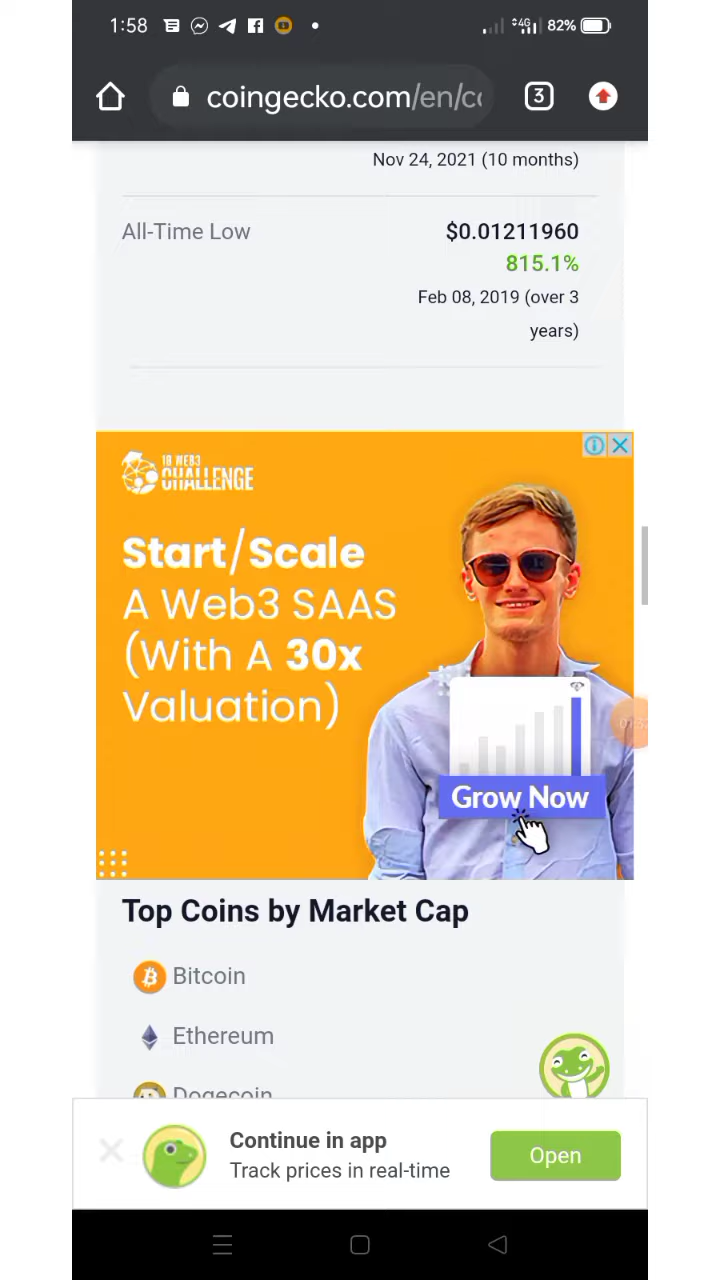 1:58
4G
82%
coingecko.com/en/co
3
Nov 24, 2021 (10 months)
All-Time Low
$0.01211960
815.1%
Feb 08, 2019 (over 3
years)
CHALLENGE
Start/Scale
A Web3 SAAS
(With A 30x
Valuation)
Grow Now
Top Coins by Market Cap
Bitcoin
Ethereum
Dogecoin
Continue in app
Track prices in real-time
Open